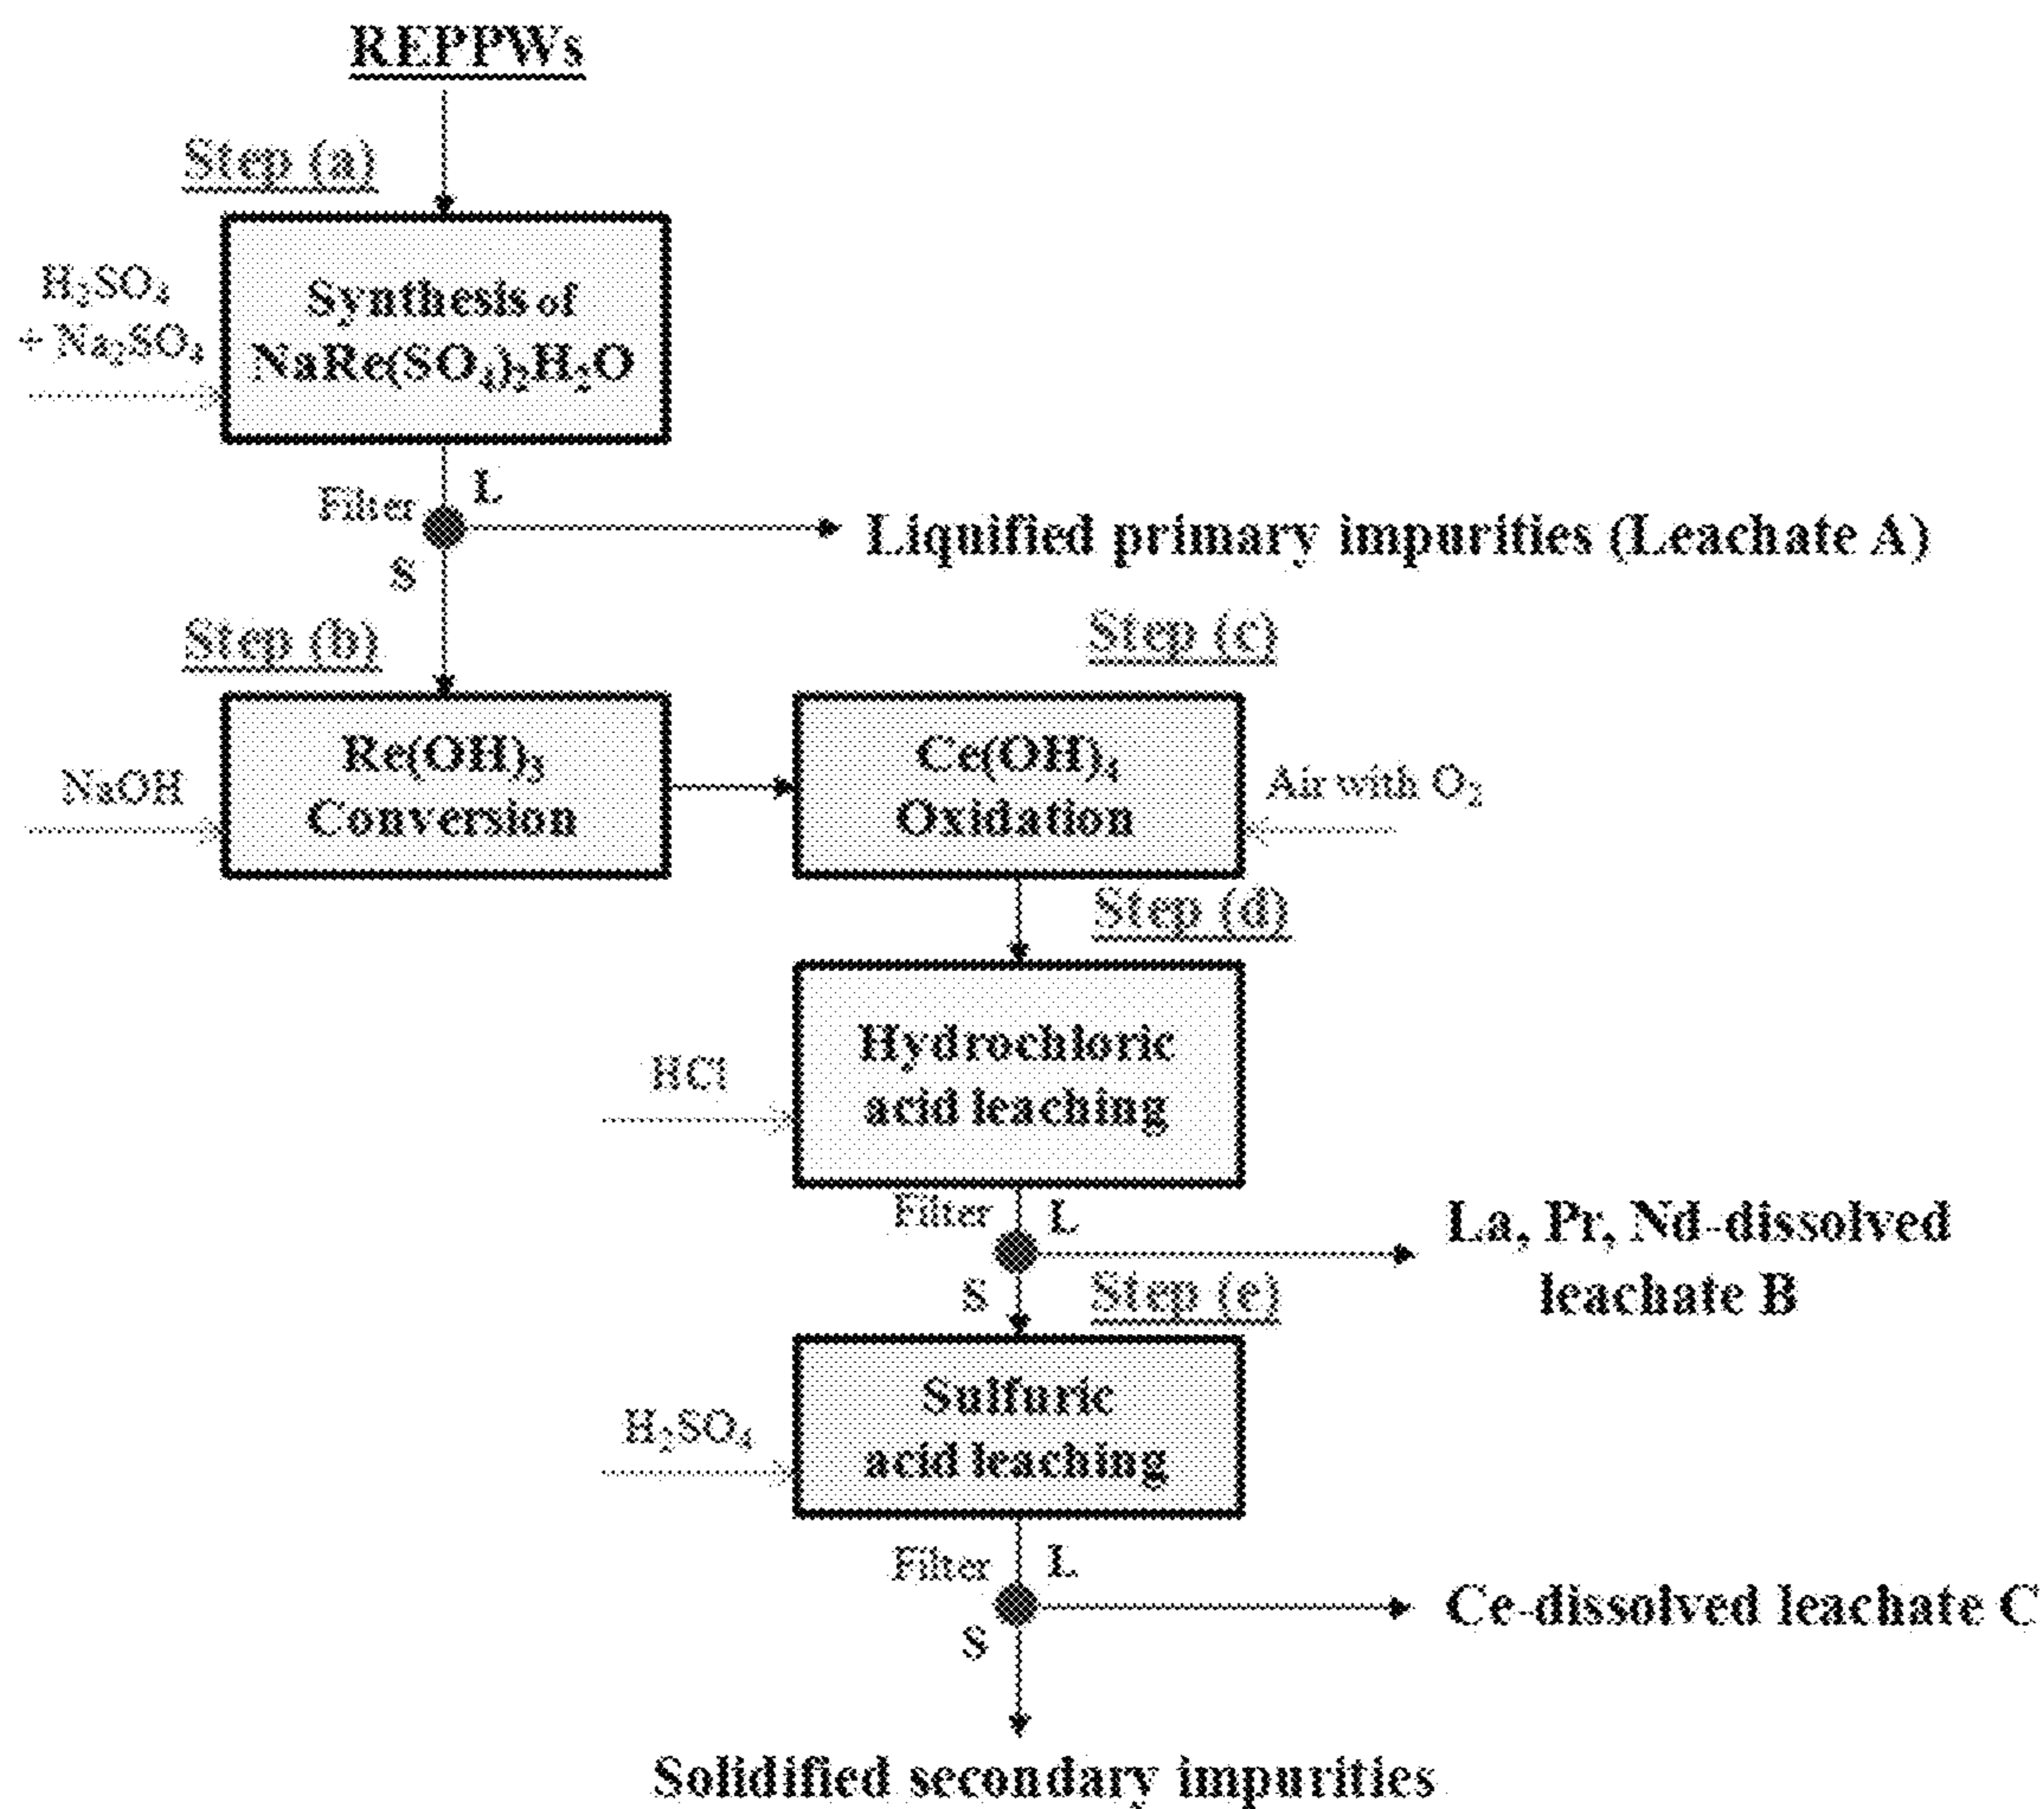 REPPWs
Step (a)
H₂SO₄
+ Na₂SO₄
Synthesis of
NaRe(SO₄)₂H₂O
Filter
L
S
Liquified primary impurities (Leachate A)
Step (b)
Step (c)
NaOH
Re(OH)₃
Conversion
Ce(OH)₄
Oxidation
Air with O₂
Step (d)
HCl
Hydrochloric
acid leaching
Filter
L
S
La, Pr, Nd-dissolved
leachate B
Step (e)
H₂SO₄
Sulfuric
acid leaching
Filter
L
S
Ce-dissolved leachate C
Solidified secondary impurities